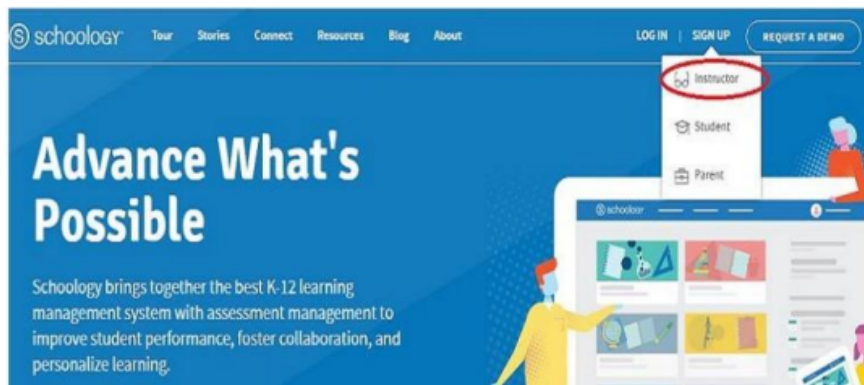 S schoology Tour Stories Connect Resources Blog About LOG IN | SIGN UP REQUEST A DEMO
Instructor
Student
Parent
Advance What's
Possible
Schoology brings together the best K-12 learning
management system with assessment management to
improve student performance, foster collaboration, and
personalize learning.
S schoology